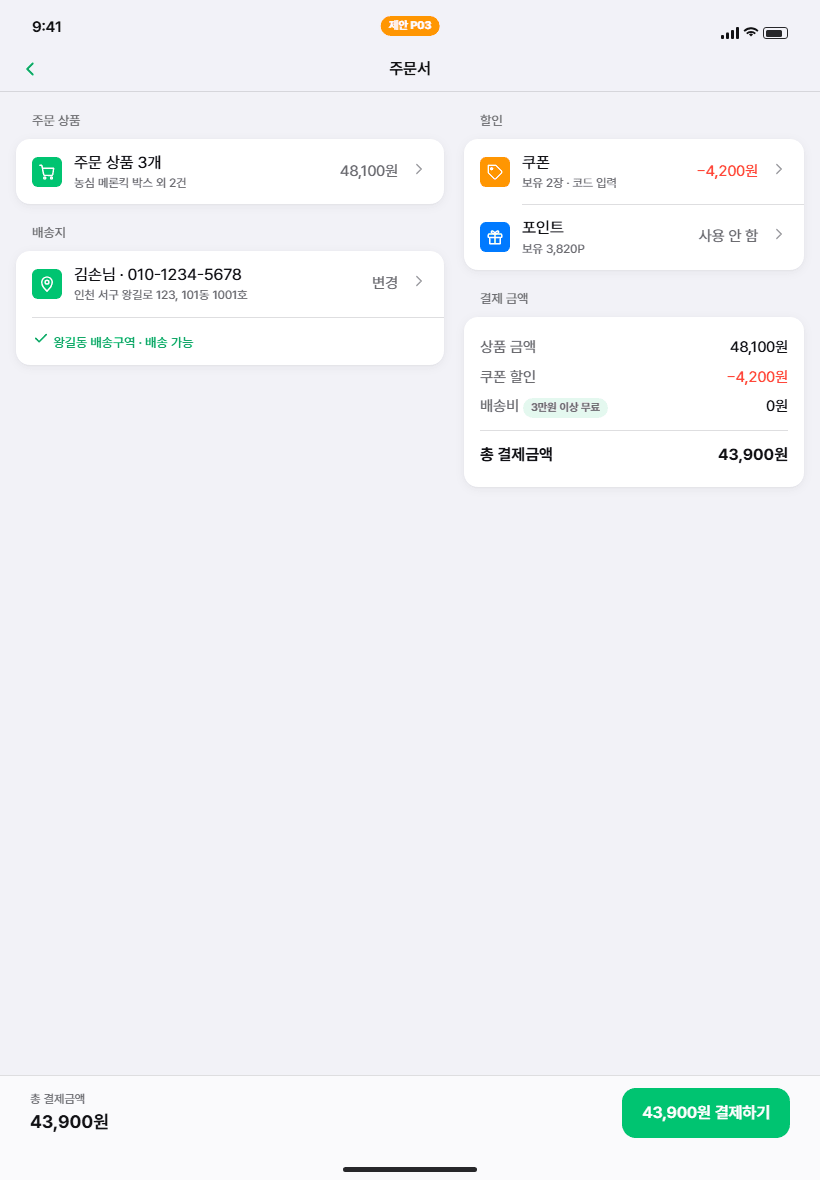 9:41
제안 P03
주문서
주문 상품
주문 상품 3개
농심 메론킥 박스 외 2건
48,100원
배송지
김손님 · 010-1234-5678
인천 서구 왕길로 123, 101동 1001호
변경
왕길동 배송구역 · 배송 가능
할인
쿠폰
보유 2장 · 코드 입력
−4,200원
포인트
보유 3,820P
사용 안 함
결제 금액
상품 금액 48,100원
쿠폰 할인 −4,200원
배송비 3만원 이상 무료 0원
총 결제금액 43,900원
총 결제금액
43,900원
43,900원 결제하기